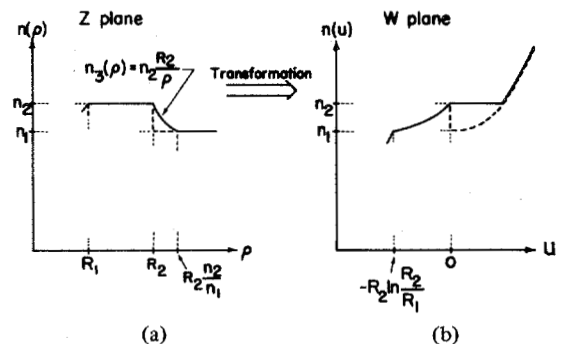 Z plane
W plane
n(ρ)
n₃(ρ)=n₂ R₂/ρ
Transformation
n(u)
n₂
n₁
n₂
n₁
R₁
R₂
R₂ n₂/n₁
ρ
-R₂ ln R₂/R₁
0
u
(a)
(b)